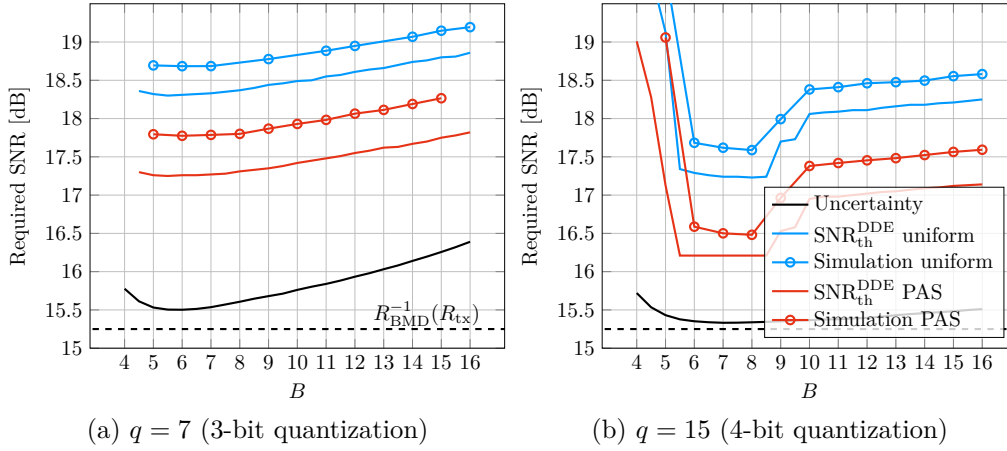 Required SNR [dB]
19
18.5
18
17.5
17
16.5
16
15.5
15
R_BMD^-1(R_tx)
4 5 6 7 8 9 10 11 12 13 14 15 16
B
(a) q = 7 (3-bit quantization)
Required SNR [dB]
19
18.5
18
17.5
17
16.5
16
15.5
15
Uncertainty
SNR_th^DDE uniform
Simulation uniform
SNR_th^DDE PAS
Simulation PAS
4 5 6 7 8 9 10 11 12 13 14 15 16
B
(b) q = 15 (4-bit quantization)